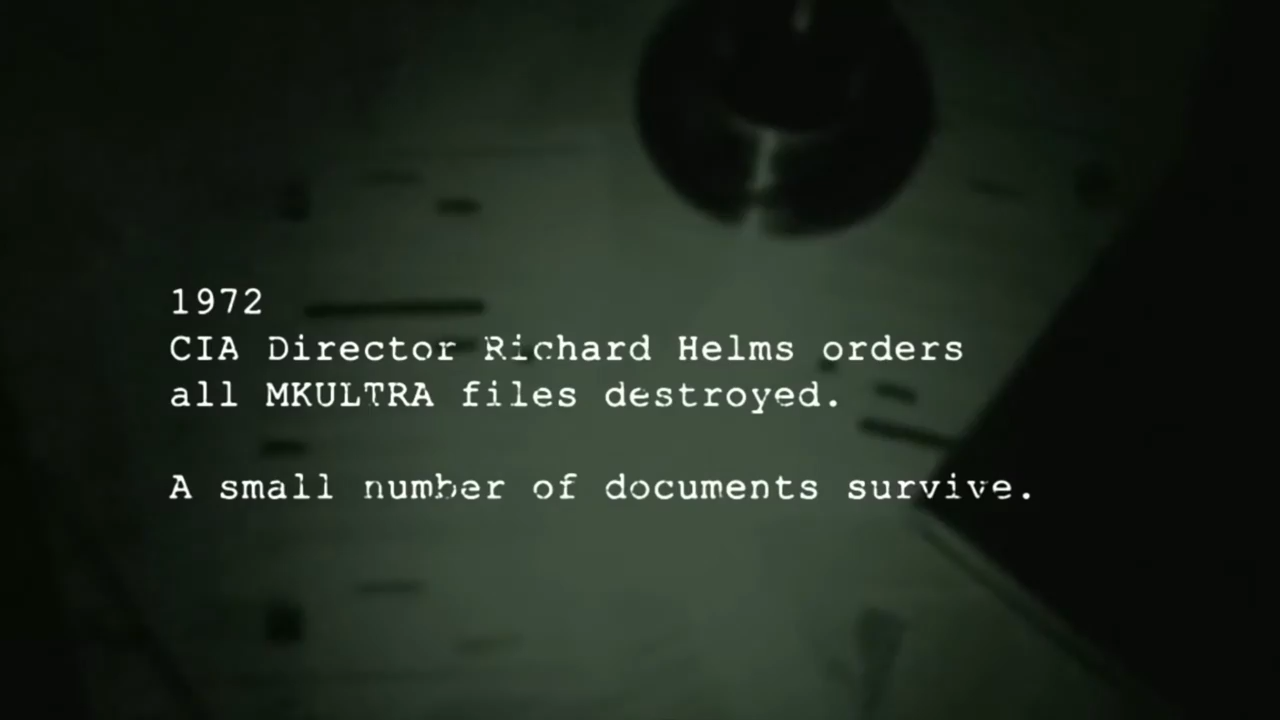 1972
CIA Director Richard Helms orders
all MKULTRA files destroyed.
A small number of documents survive.